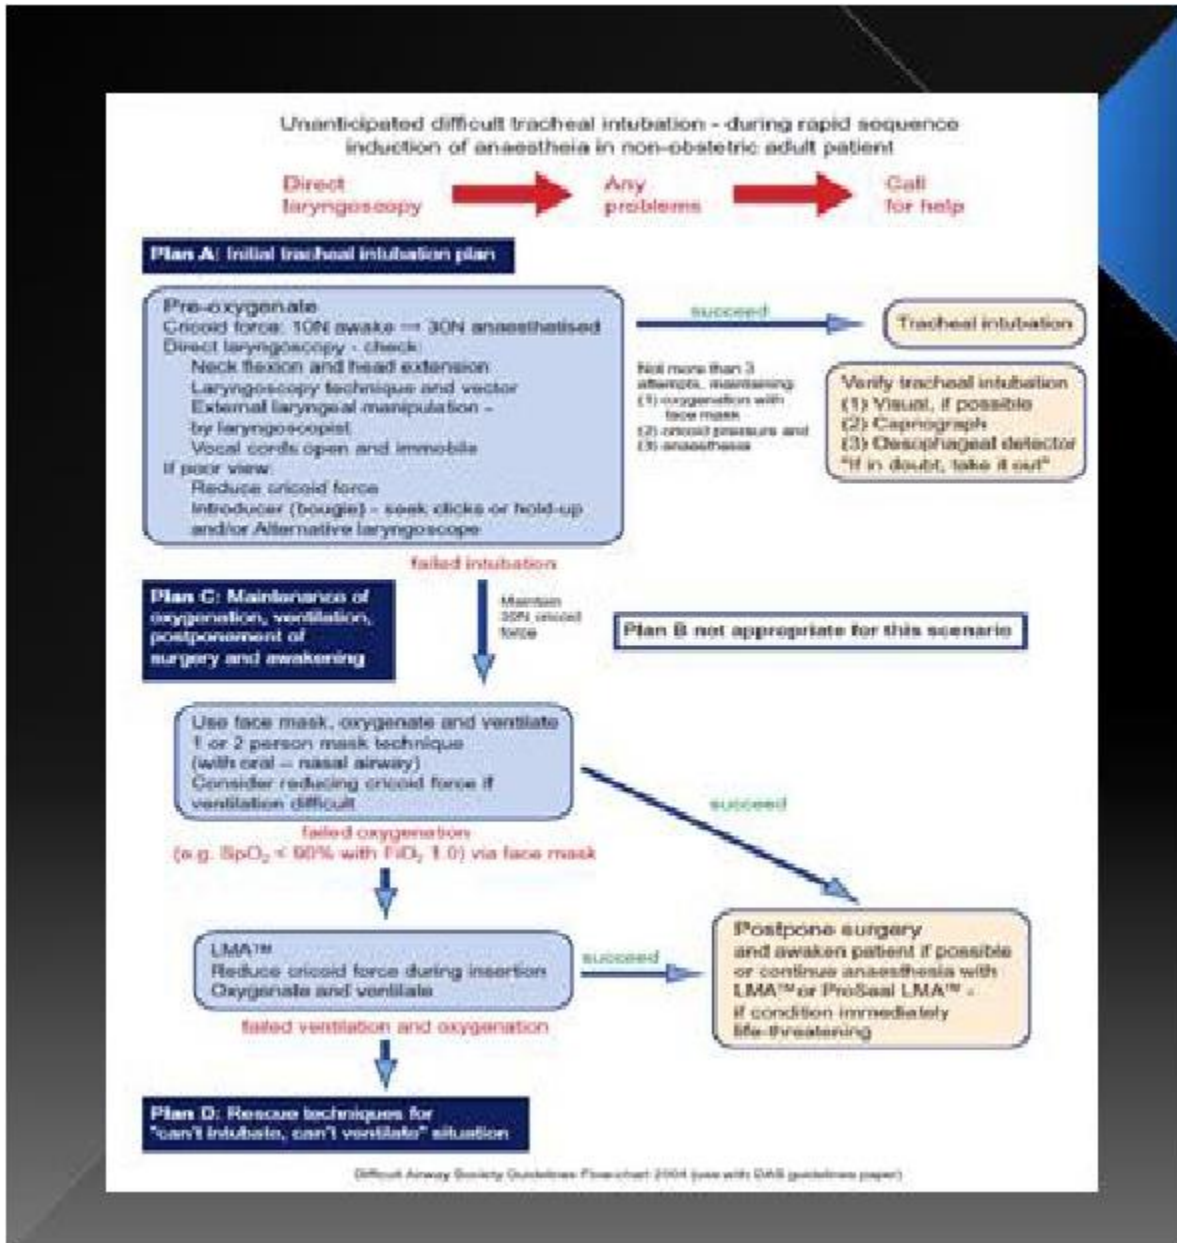 Unanticipated difficult tracheal intubation - during rapid sequence
induction of anaestheia in non-obstetric adult patient
Direct
laryngoscopy
Any
problems
Call
for help
Plan A: Initial tracheal intubation plan
Pre-oxygenate
Cricoid force: 10N awake → 30N anaesthetised
Direct laryngoscopy - check:
Neck flexion and head extension
Laryngoscopy technique and vector
External laryngeal manipulation -
by laryngoscopist
Vocal cords open and immobile
If poor view:
Reduce cricoid force
Introducer (bougie) - seek clicks or hold-up
and/or Alternative laryngoscope
succeed
Tracheal intubation
Not more than 3
attempts, maintaining
(1) oxygenation with
face mask
(2) cricoid pressure and
(3) anaesthesia
Verify tracheal intubation
(1) Visual, if possible
(2) Capnograph
(3) Oesophageal detector
"If in doubt, take it out"
failed intubation
Plan C: Maintenance of
oxygenation, ventilation,
postponement of
surgery and awakening
Maintain
30N cricoid
force
Plan B not appropriate for this scenario
Use face mask, oxygenate and ventilate
1 or 2 person mask technique
(with oral – nasal airway)
Consider reducing cricoid force if
ventilation difficult
succeed
failed oxygenation
(e.g. SpO₂ < 90% with FiO₂ 1.0) via face mask
LMA™
Reduce cricoid force during insertion
Oxygenate and ventilate
succeed
Postpone surgery
and awaken patient if possible
or continue anaesthesia with
LMA™ or ProSeal LMA™ -
if condition immediately
life-threatening
failed ventilation and oxygenation
Plan D: Rescue techniques for
"can't intubate, can't ventilate" situation
Difficult Airway Society Guidelines Flow-chart 2004 (use with DAS guidelines paper)